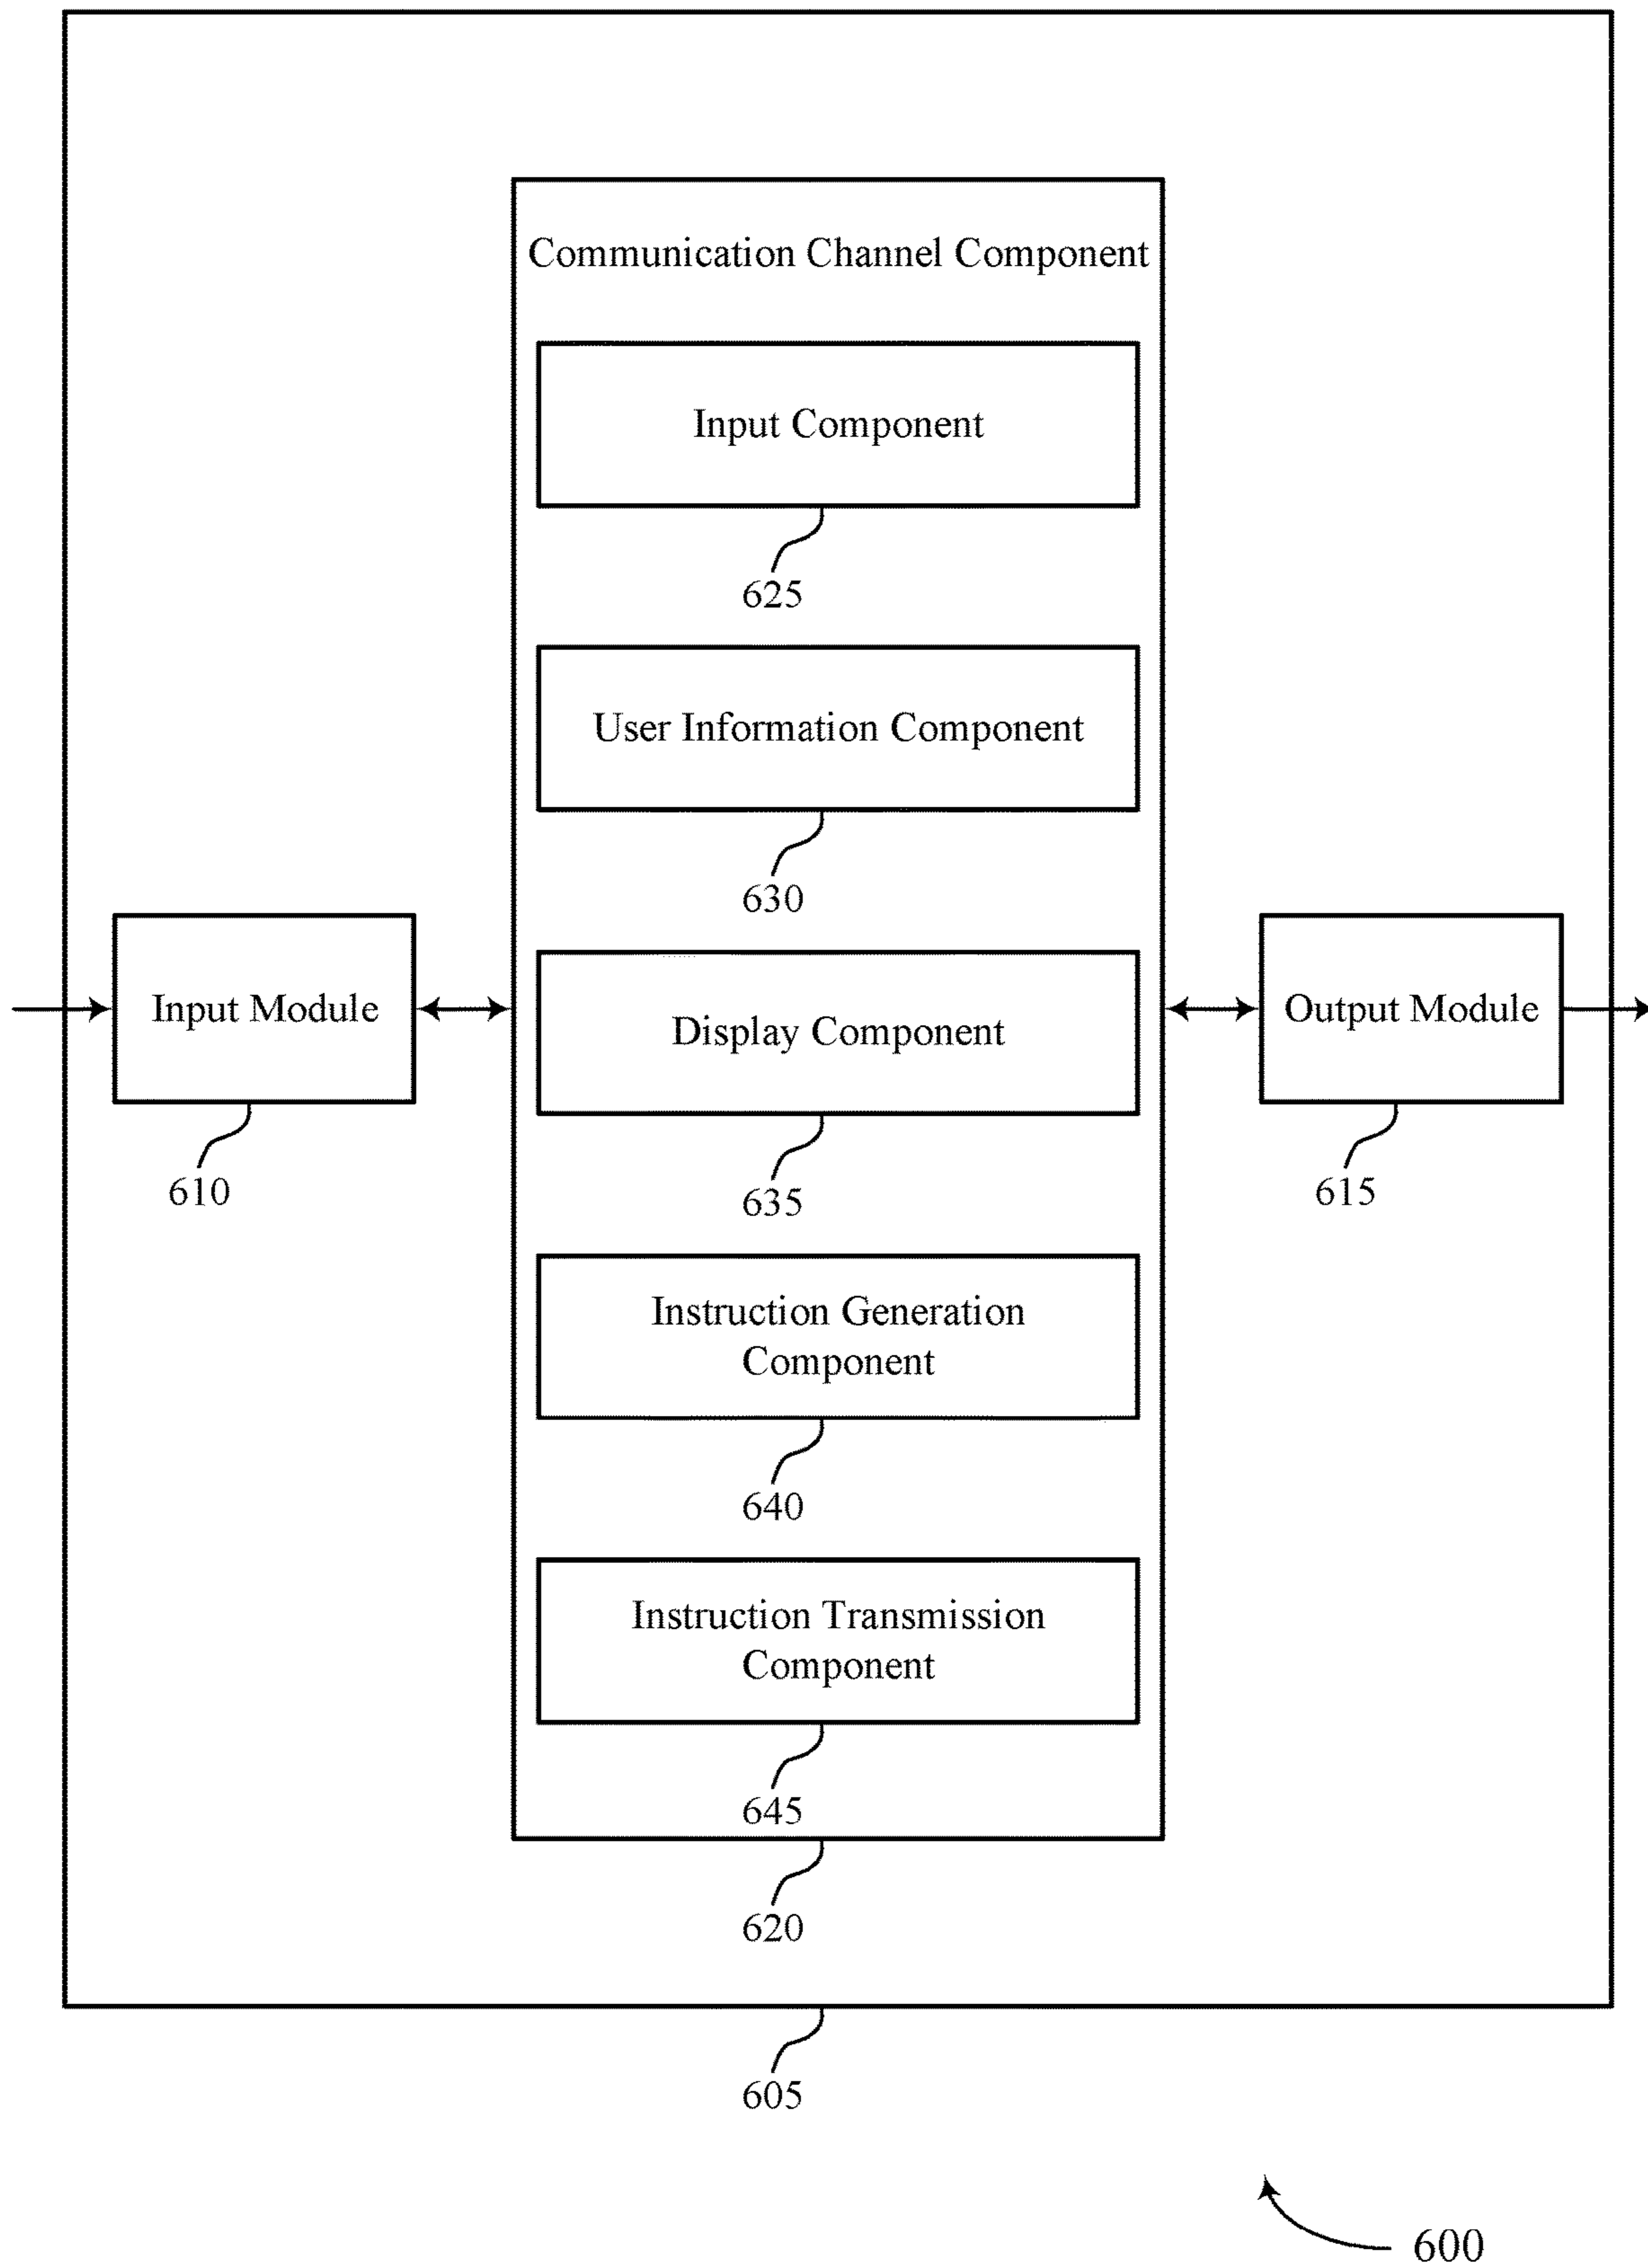 Communication Channel Component
Input Component
625
User Information Component
630
Input Module
610
Display Component
635
Output Module
615
Instruction Generation
Component
640
Instruction Transmission
Component
645
620
605
600